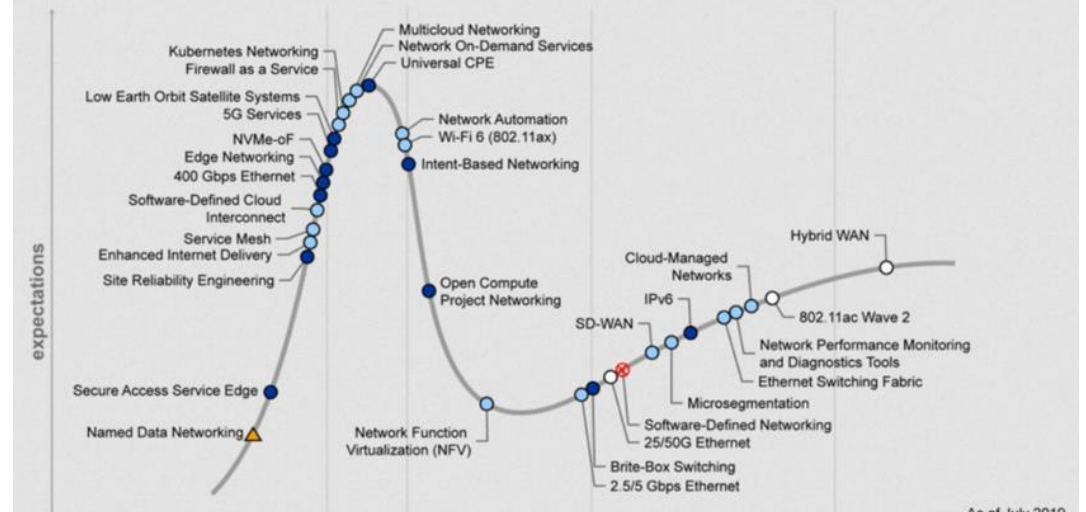 Multicloud Networking
Network On-Demand Services
Universal CPE
Kubernetes Networking
Firewall as a Service
Low Earth Orbit Satellite Systems
5G Services
NVMe-oF
Edge Networking
400 Gbps Ethernet
Software-Defined Cloud
Interconnect
Service Mesh
Enhanced Internet Delivery
Site Reliability Engineering
Secure Access Service Edge
Named Data Networking
Network Automation
Wi-Fi 6 (802.11ax)
Intent-Based Networking
Open Compute
Project Networking
Network Function
Virtualization (NFV)
Hybrid WAN
Cloud-Managed
Networks
IPv6
SD-WAN
802.11ac Wave 2
Network Performance Monitoring
and Diagnostics Tools
Ethernet Switching Fabric
Microsegmentation
Software-Defined Networking
25/50G Ethernet
Brite-Box Switching
2.5/5 Gbps Ethernet
expectations
As of July 2019